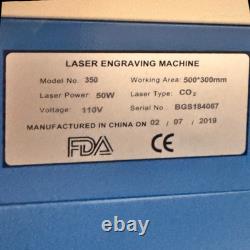 LASER ENGRAVING MACHINE
Model No. 350 Working Area: 500*300mm
Laser Power: 50W Laser Type: CO₂
Voltage: 110V Serial No BGS184087
MANUFACTURED IN CHINA ON 02 / 07 / 2019
FDA CE